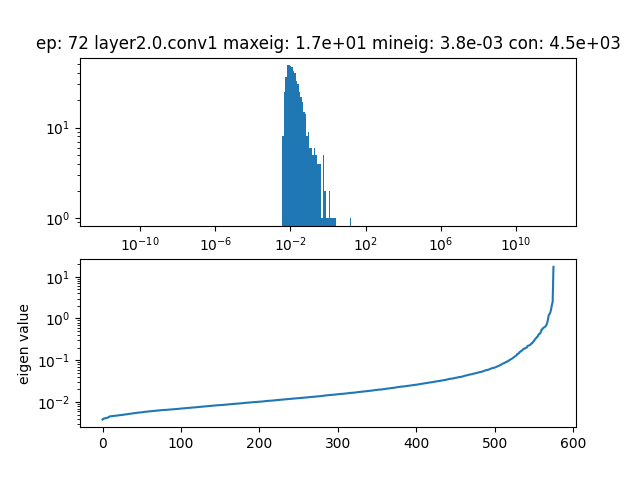 ep: 72 layer2.0.conv1 maxeig: 1.7e+01 mineig: 3.8e-03 con: 4.5e+03
10¹
10⁰
10⁻¹⁰ 10⁻⁶ 10⁻² 10² 10⁶ 10¹⁰
eigen value
10¹
10⁰
10⁻¹
10⁻²
0 100 200 300 400 500 600